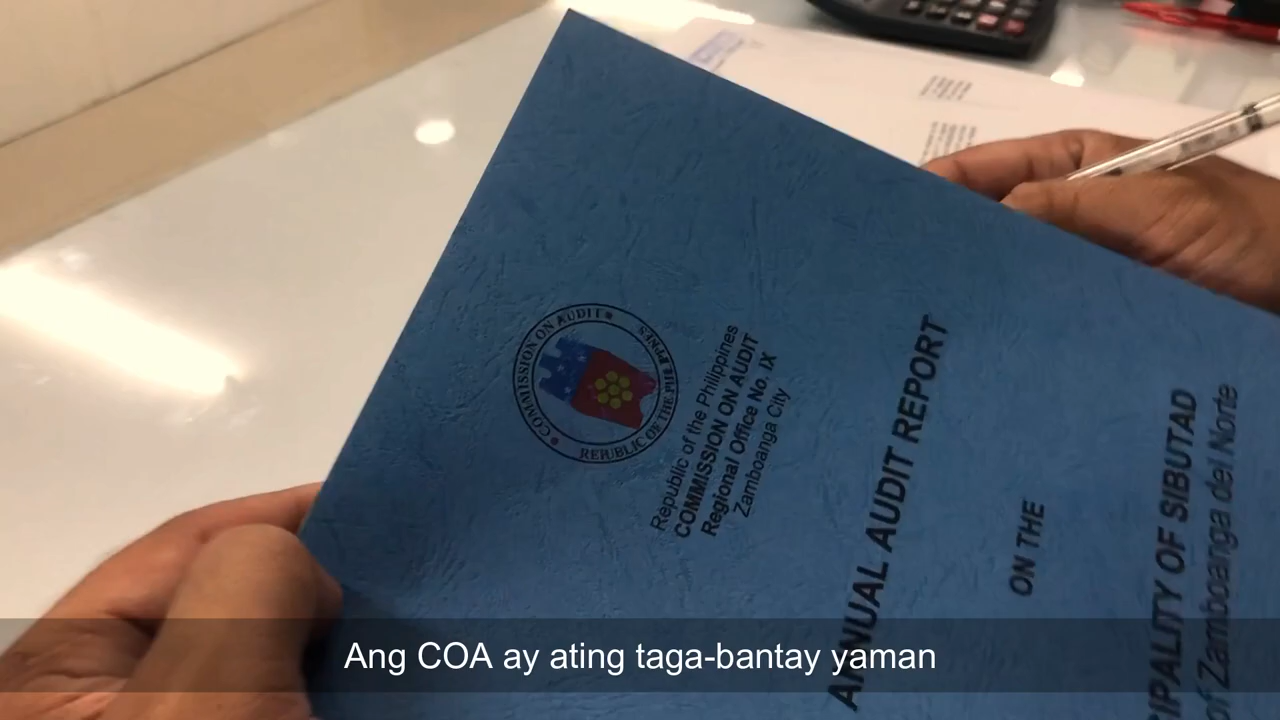 COMMISSION ON AUDIT
REPUBLIC OF THE PHILIPPINES
Republic of the Philippines
COMMISSION ON AUDIT
Regional Office No. IX
Zamboanga City
ANNUAL AUDIT REPORT
ON THE
IPALITY OF SIBUTAD
of Zamboanga del Norte
Ang COA ay ating taga-bantay yaman